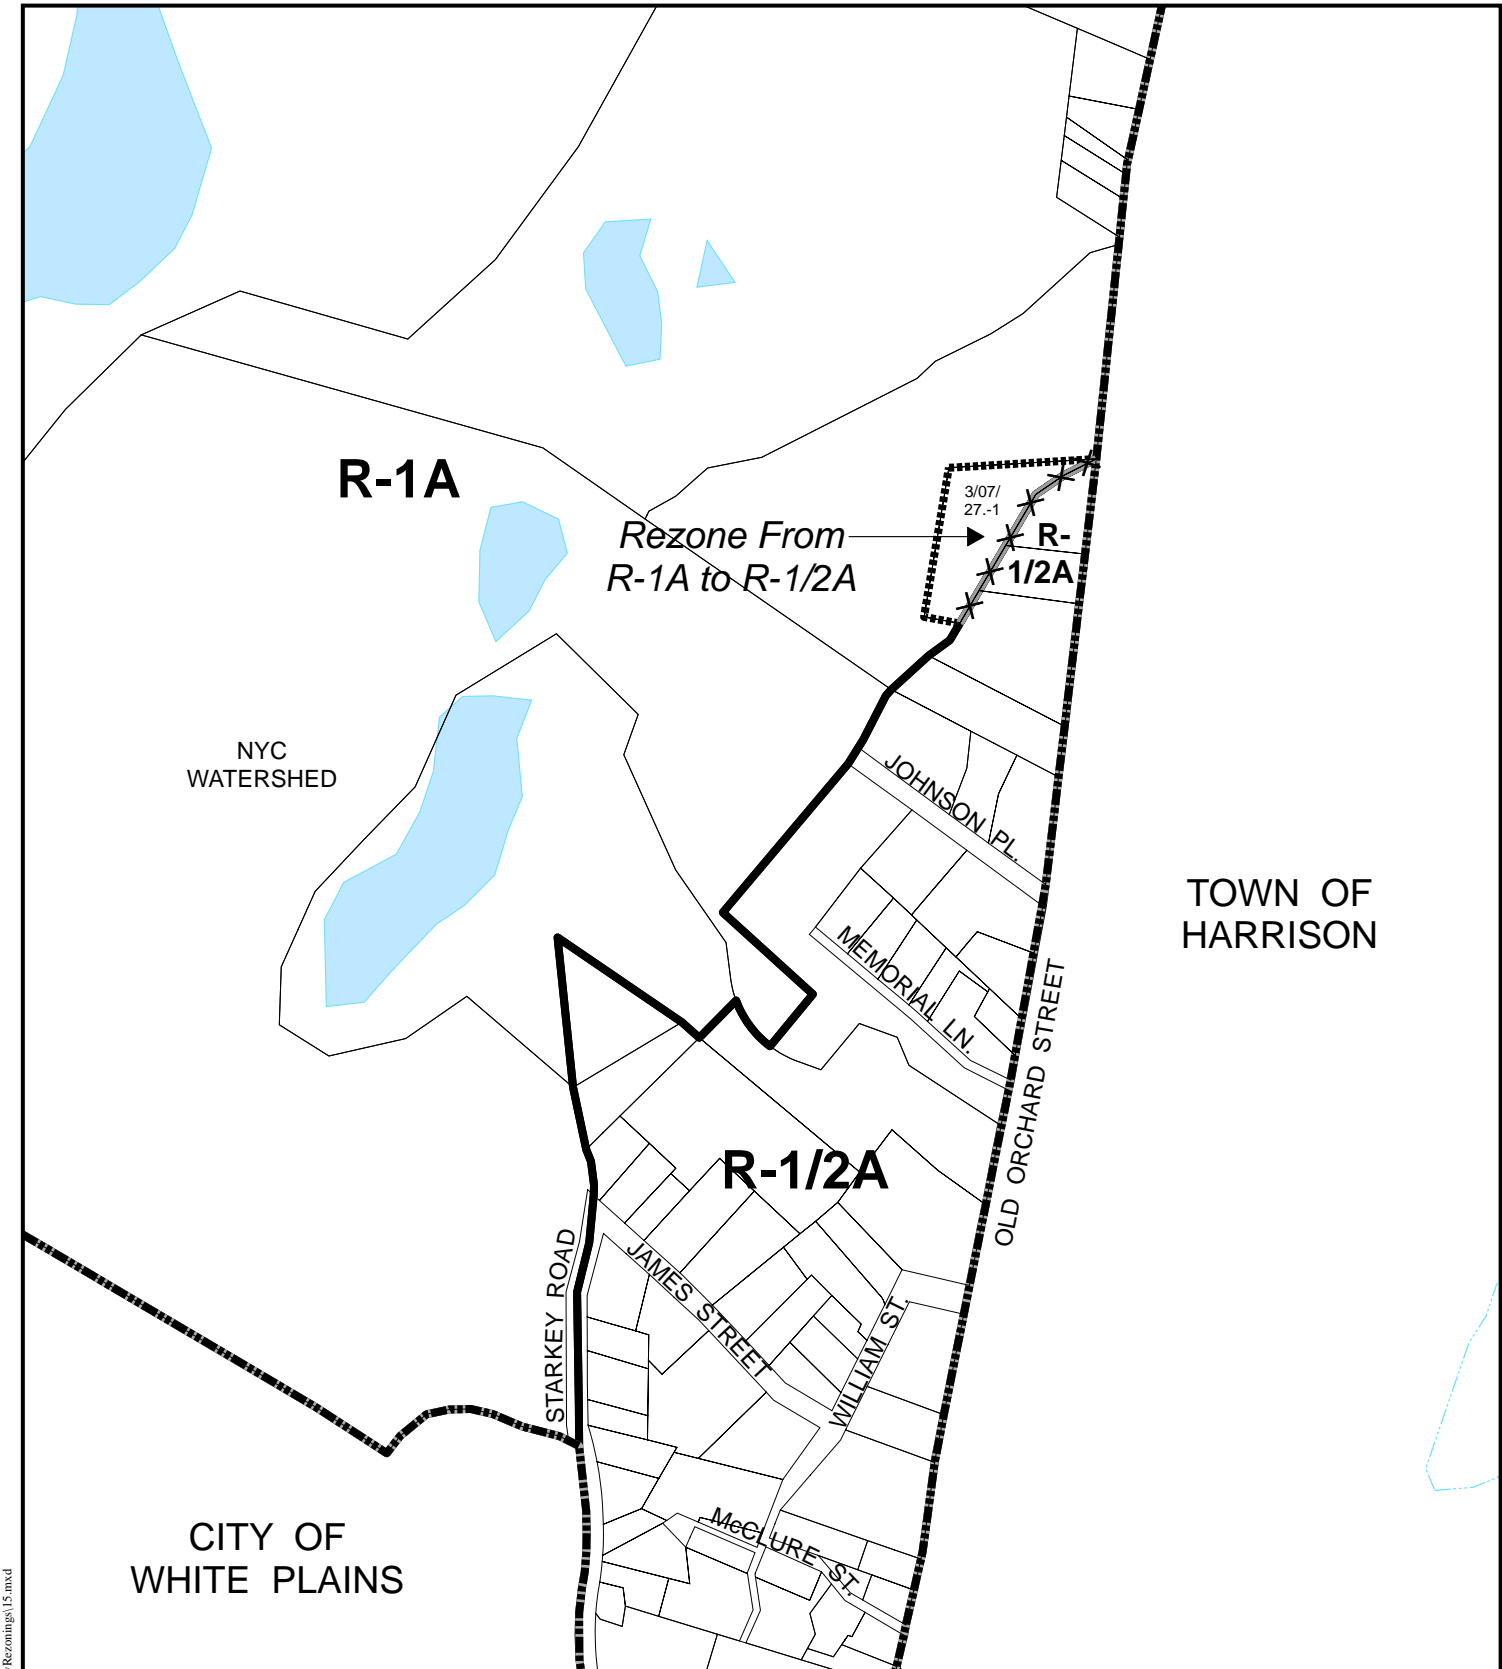 R-1A
3/07/
27.-1
Rezone From
R-1A to R-1/2A
R-
1/2A
NYC
WATERSHED
JOHNSON PL.
MEMORIAL LN.
TOWN OF
HARRISON
OLD ORCHARD STREET
R-1/2A
STARKEY ROAD
JAMES STREET
WILLIAM ST.
McCLURE ST.
CITY OF
WHITE PLAINS
/Rezonings\15.mxd